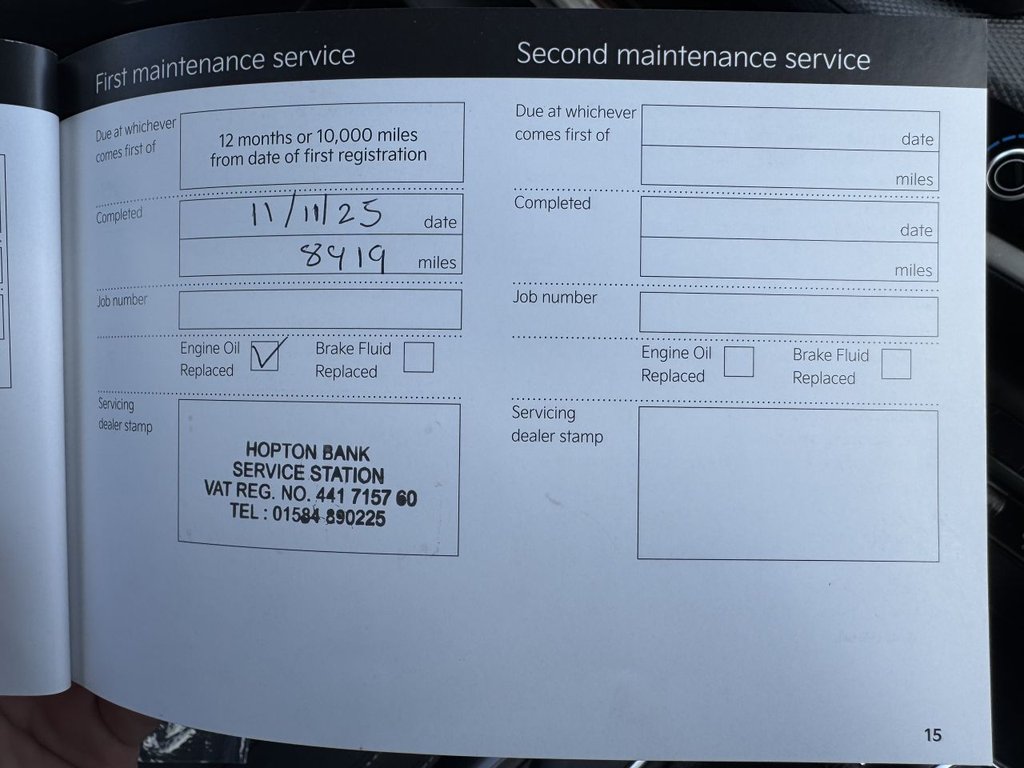 First maintenance service
Due at whichever
comes first of
12 months or 10,000 miles
from date of first registration
Completed
11/11/25 date
8919 miles
Job number
Engine Oil
Replaced
Brake Fluid
Replaced
Servicing
dealer stamp
HOPTON BANK
SERVICE STATION
VAT REG. NO. 441 7157 60
TEL : 01584 890225
Second maintenance service
Due at whichever
comes first of
date
miles
Completed
date
miles
Job number
Engine Oil
Replaced
Brake Fluid
Replaced
Servicing
dealer stamp
15